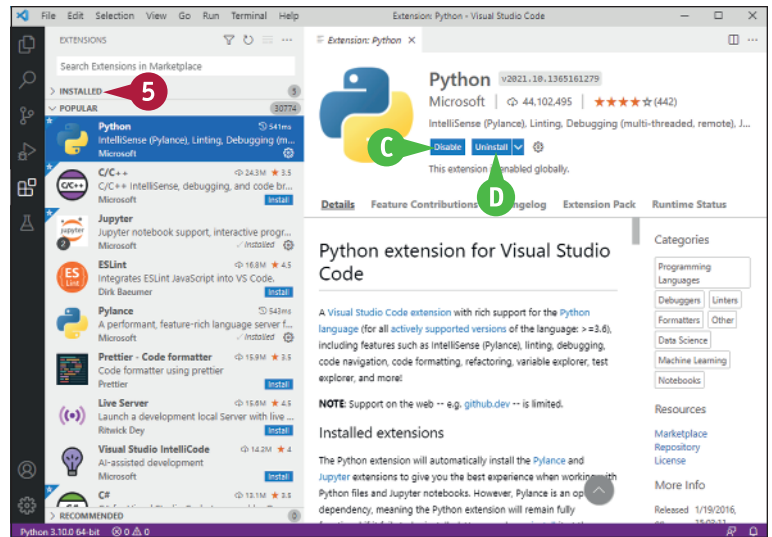 File Edit Selection View Go Run Terminal Help
Extension: Python - Visual Studio Code
EXTENSIONS
Search Extensions in Marketplace
INSTALLED 5
5
POPULAR 30774
Python 541ms
IntelliSense (Pylance), Linting, Debugging (m...
Microsoft
C/C++
C/C++ 24.3M ★ 3.5
C/C++ IntelliSense, debugging, and code br...
Microsoft Install
jupyter
2
Jupyter
Jupyter notebook support, interactive progr...
Microsoft ✓ Installed
ES
Lint
ESLint 16.8M ★ 4.5
Integrates ESLint JavaScript into VS Code.
Dirk Baeumer Install
Pylance 543ms
A performant, feature-rich language server f...
Microsoft ✓ Installed
Prettier - Code formatter 15.9M ★ 3.5
Code formatter using prettier
Prettier Install
Live Server 15.6M ★ 4.5
Launch a development local Server with live ...
Ritwick Dey Install
Visual Studio IntelliCode 14.2M ★ 4
AI-assisted development
Microsoft Install
C# 13.1M ★ 3.5
RECOMMENDED 0
Extension: Python
Python v2021.10.1365161279
Microsoft | 44,102,495 | ★★★★☆(442)
IntelliSense (Pylance), Linting, Debugging (multi-threaded, remote), J...
C
Disable Uninstall
D
This extension is enabled globally.
Details Feature Contributions Changelog Extension Pack Runtime Status
Python extension for Visual Studio
Code
A Visual Studio Code extension with rich support for the Python
language (for all actively supported versions of the language: >=3.6),
including features such as IntelliSense (Pylance), linting, debugging,
code navigation, code formatting, refactoring, variable explorer, test
explorer, and more!
NOTE: Support on the web -- e.g. github.dev -- is limited.
Installed extensions
The Python extension will automatically install the Pylance and
Jupyter extensions to give you the best experience when working with
Python files and Jupyter notebooks. However, Pylance is an op
dependency, meaning the Python extension will remain fully
Categories
Programming
Languages
Debuggers Linters
Formatters Other
Data Science
Machine Learning
Notebooks
Resources
Marketplace
Repository
License
More Info
Released 1/19/2016,
Python 3.10.0 64-bit 0 0